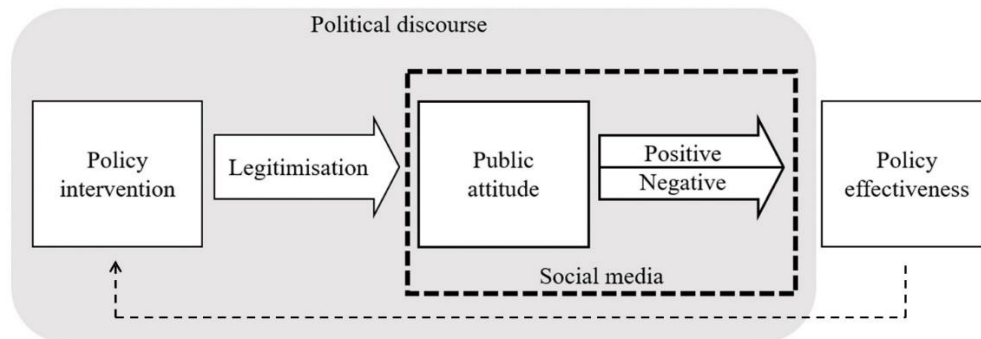 Political discourse
Policy
intervention
Legitimisation
Public
attitude
Positive
Negative
Policy
effectiveness
Social media